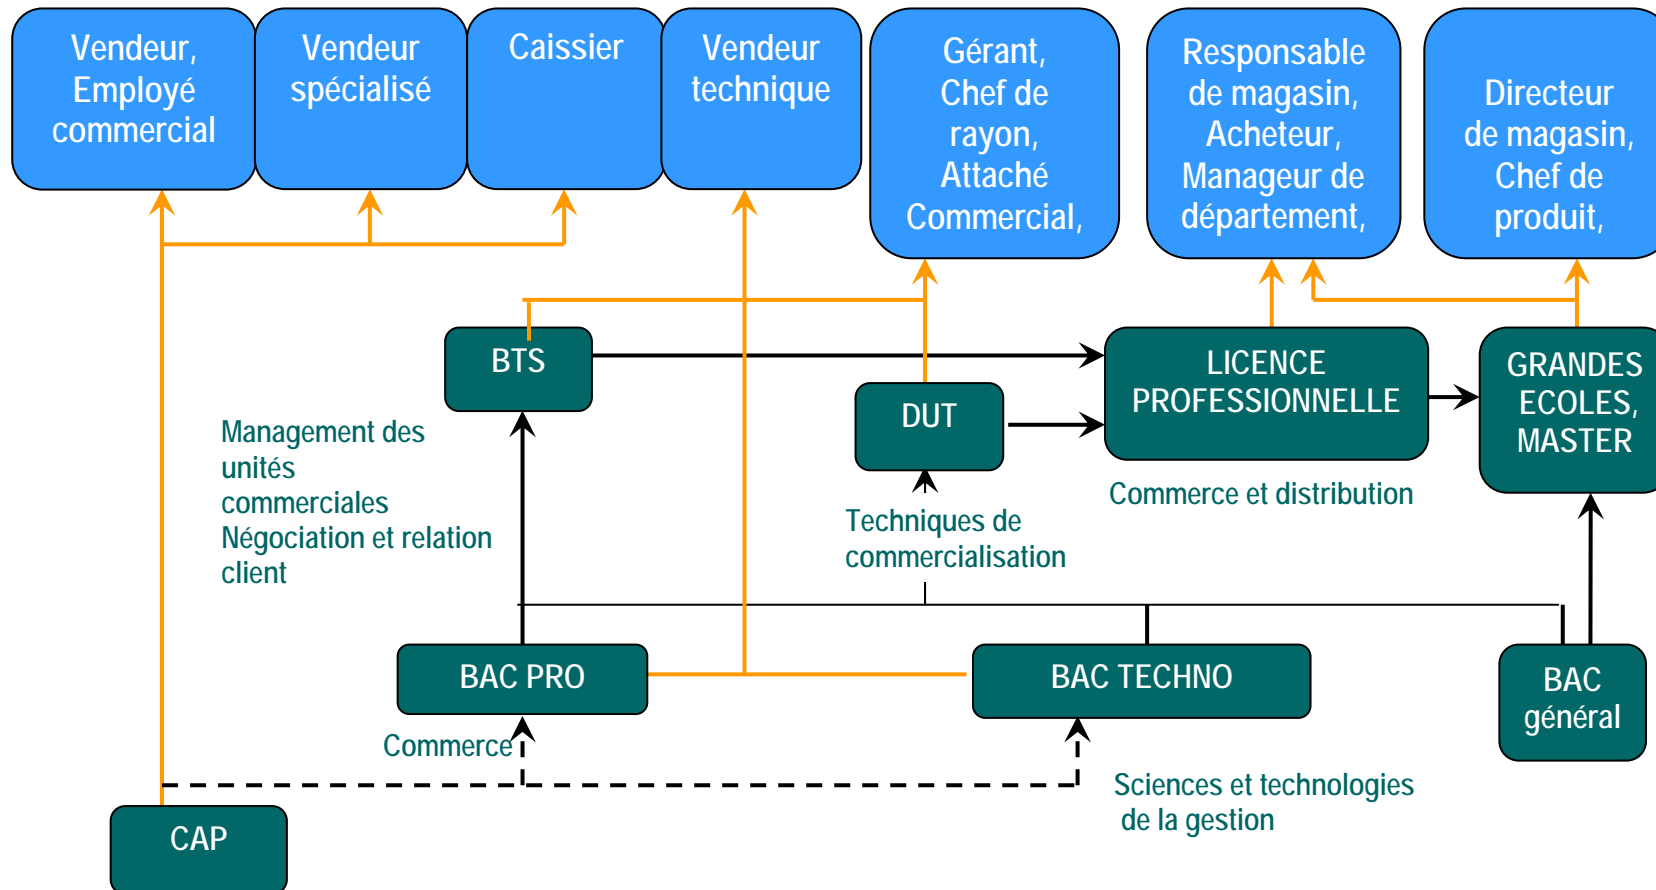 Vendeur,
Employé
commercial
Vendeur
spécialisé
Caissier
Vendeur
technique
Gérant,
Chef de
rayon,
Attaché
Commercial,
Responsable
de magasin,
Acheteur,
Manageur de
département,
Directeur
de magasin,
Chef de
produit,
BTS
DUT
LICENCE
PROFESSIONNELLE
GRANDES
ECOLES,
MASTER
Management des
unités
commerciales
Négociation et relation
client
Techniques de
commercialisation
Commerce et distribution
BAC PRO
BAC TECHNO
BAC
général
Commerce
Sciences et technologies
de la gestion
CAP